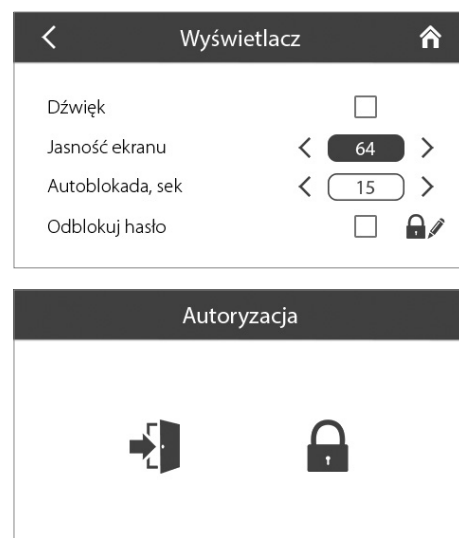 Wyświetlacz
Dźwięk
Jasność ekranu 64
Autoblokada, sek 15
Odblokuj hasło
Autoryzacja